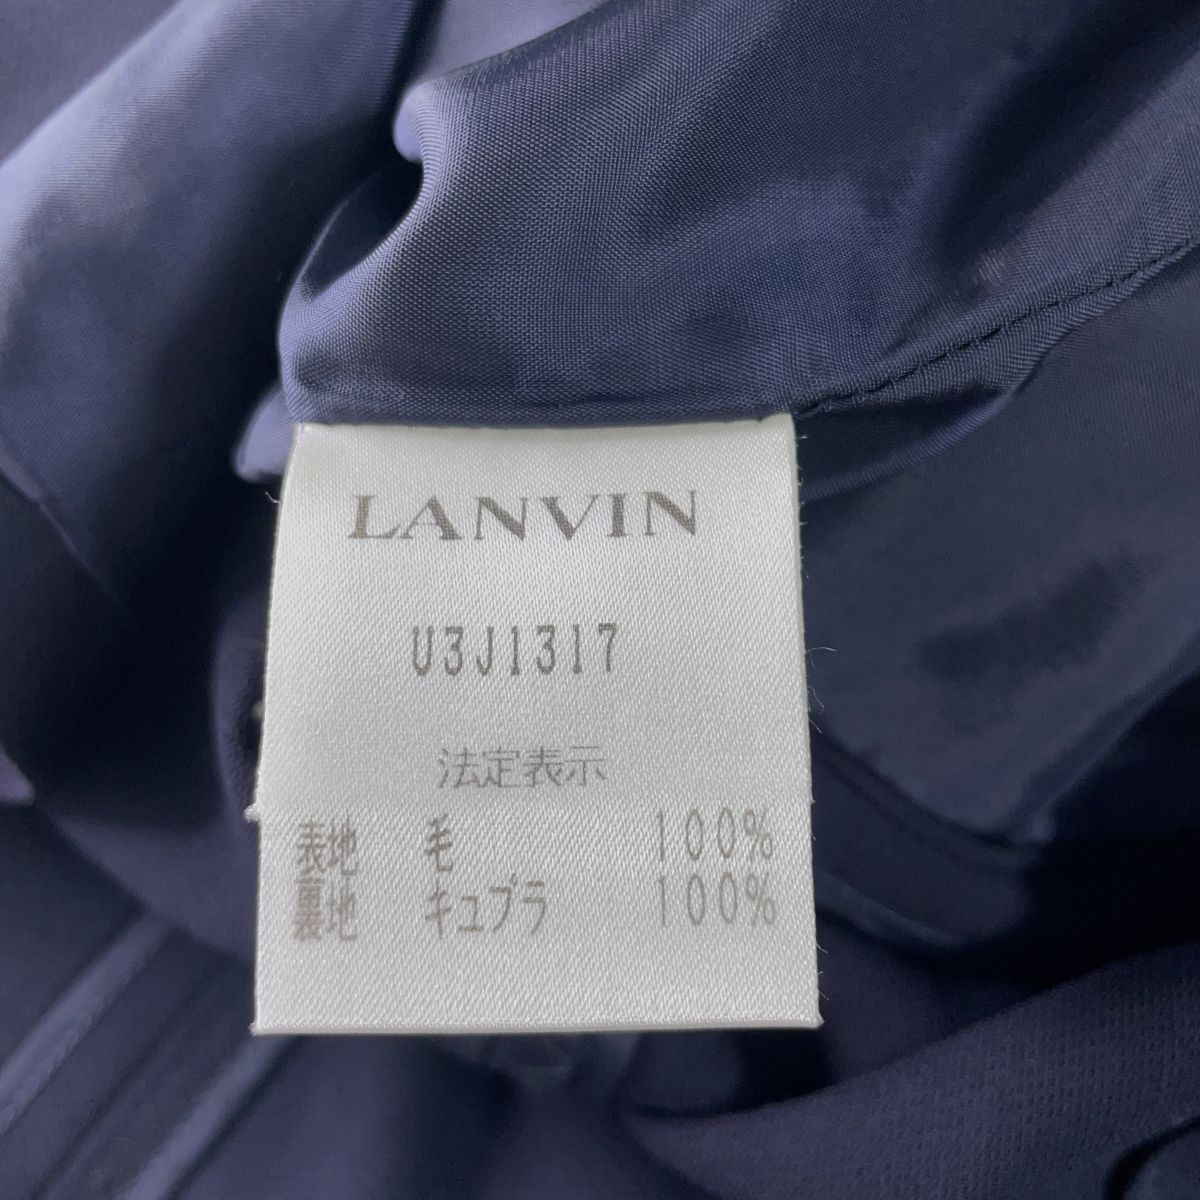 LANVIN
U3J1317
法定表示
表地 毛 100%
裏地 キュプラ 100%